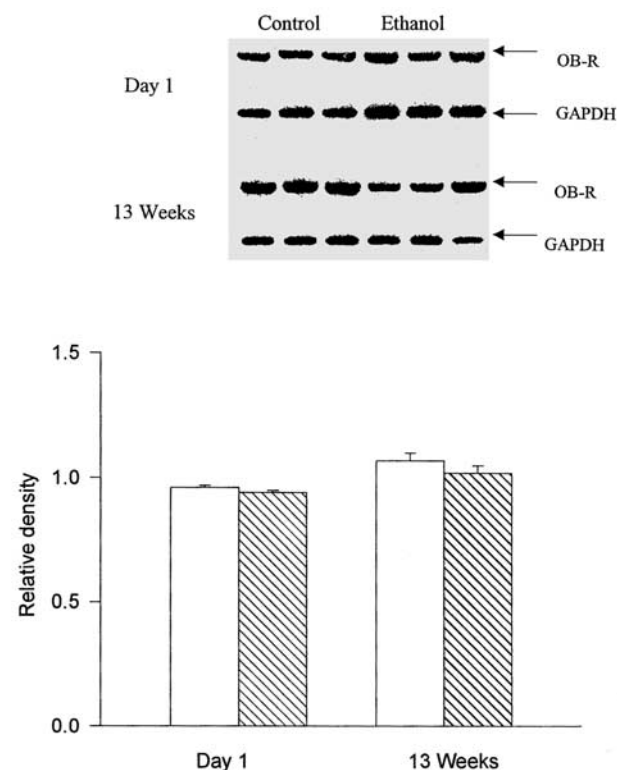 Control Ethanol
OB-R
Day 1
GAPDH
OB-R
13 Weeks
GAPDH
1.5
1.0
Relative density
0.5
0.0
Day 1 13 Weeks